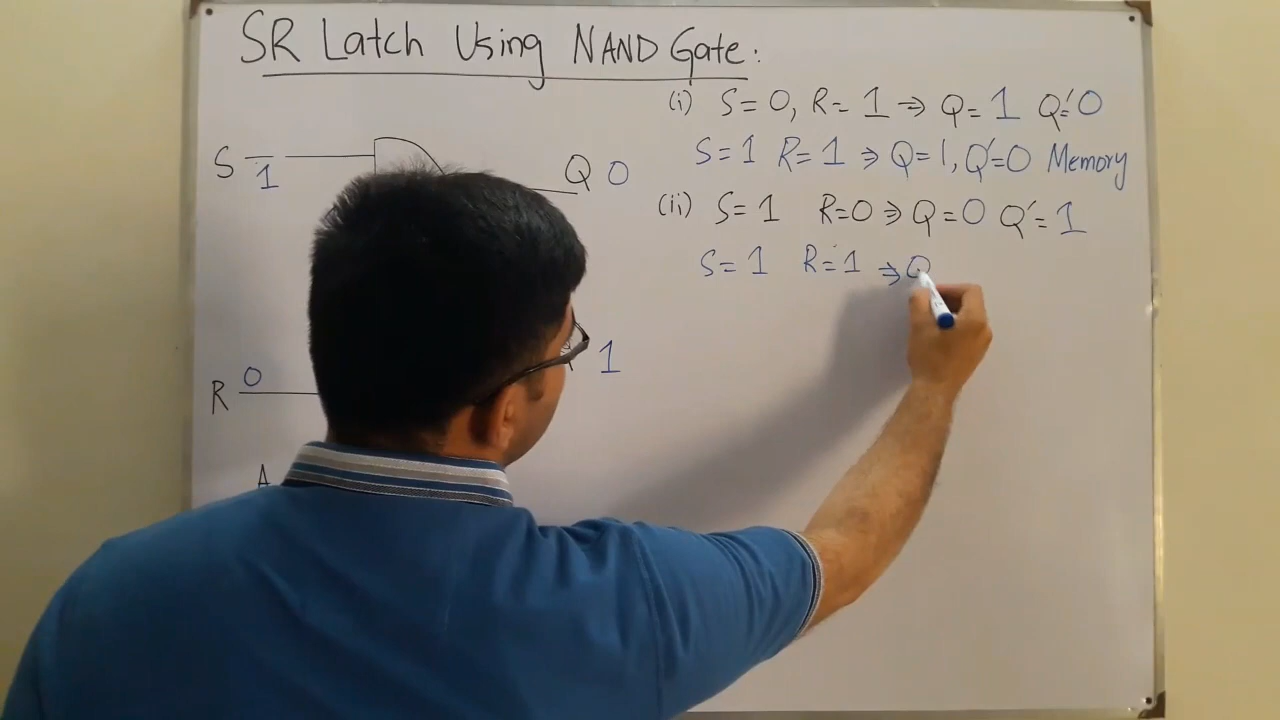 SR Latch Using NAND Gate:
(i) S=0, R=1 ⇒ Q=1 Q'=0
S=1 R=1 ⇒ Q=1, Q'=0 Memory
(ii) S=1 R=0 ⇒ Q=0 Q'=1
S=1 R=1 ⇒ Q
S 1 Q 0
1
R 0
A